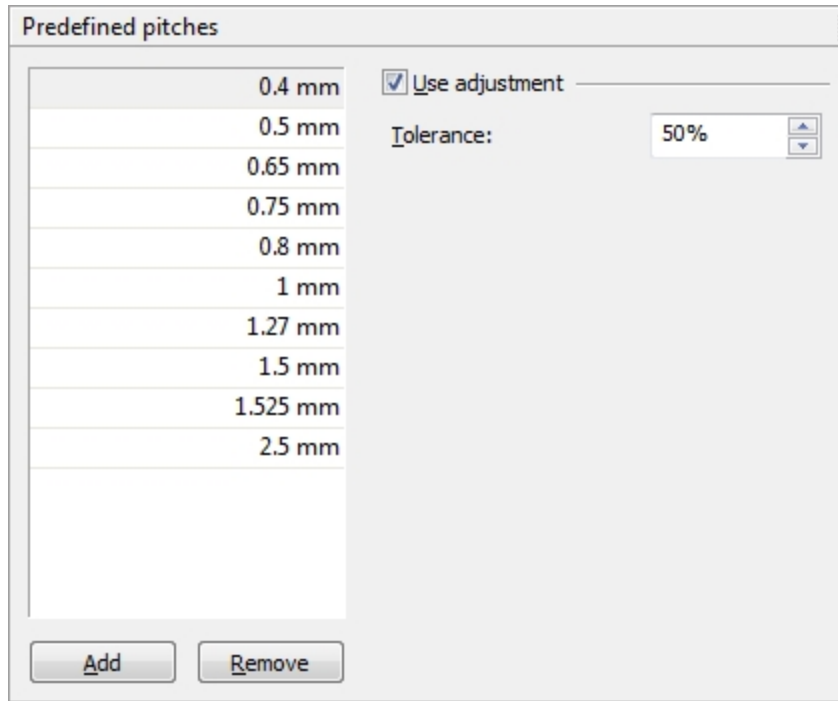 Predefined pitches
0.4 mm
0.5 mm
0.65 mm
0.75 mm
0.8 mm
1 mm
1.27 mm
1.5 mm
1.525 mm
2.5 mm
Add Remove
Use adjustment
Tolerance: 50%